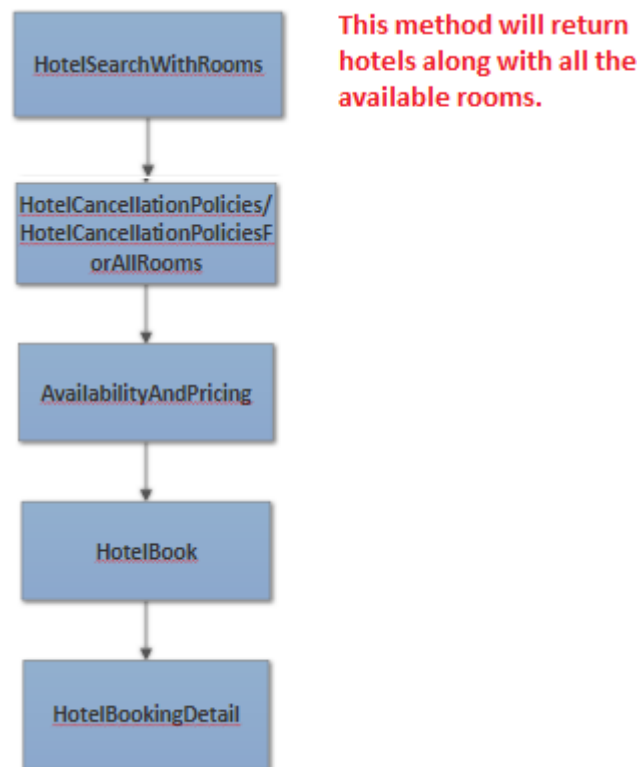 HotelSearchWithRooms
This method will return
hotels along with all the
available rooms.
HotelCancellationPolicies/
HotelCancellationPoliciesF
orAllRooms
AvailabilityAndPricing
HotelBook
HotelBookingDetail